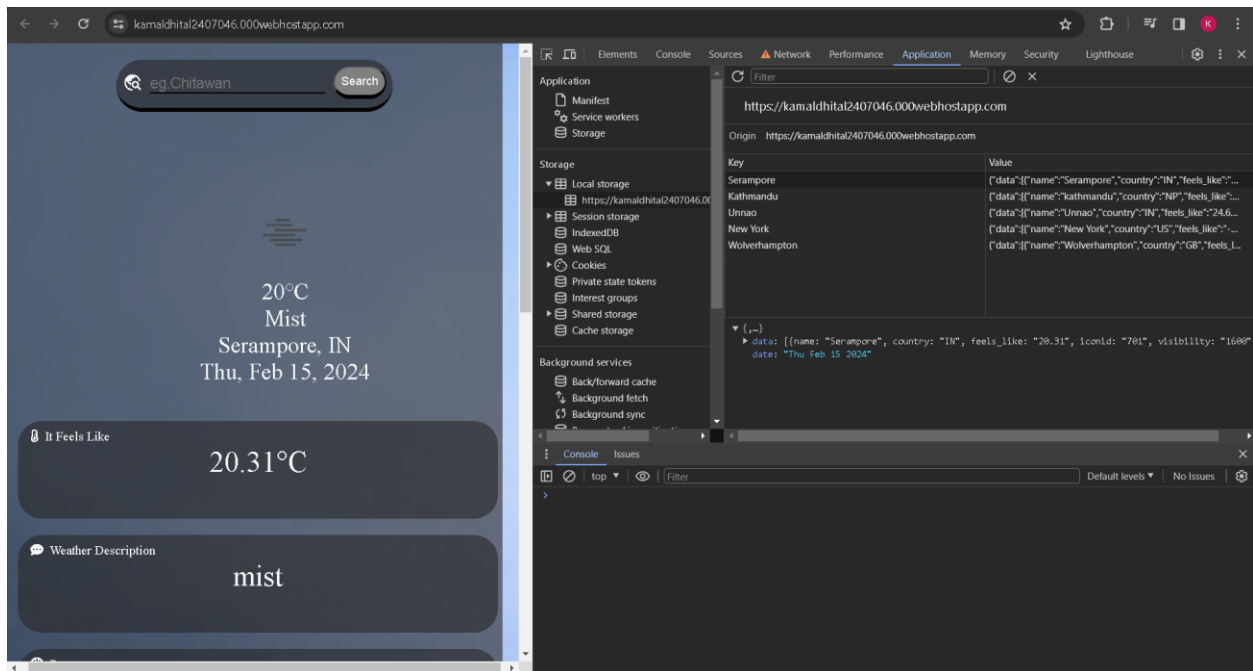 kamaldhital2407046.000webhostapp.com
K
eg.Chitawan
Search
20°C
Mist
Serampore, IN
Thu, Feb 15, 2024
It Feels Like
20.31°C
Weather Description
mist
Elements Console Sources Network Performance Application Memory Security Lighthouse
Application
Manifest
Service workers
Storage
Storage
Local storage
https://kamaldhital2407046.00
Session storage
IndexedDB
Web SQL
Cookies
Private state tokens
Interest groups
Shared storage
Cache storage
Background services
Back/forward cache
Background fetch
Background sync
Filter
https://kamaldhital2407046.000webhostapp.com
Origin https://kamaldhital2407046.000webhostapp.com
Key Value
Serampore {"data":[{"name":"Serampore","country":"IN","feels_like":"...
Kathmandu {"data":[{"name":"kathmandu","country":"NP","feels_like":...
Unnao {"data":[{"name":"Unnao","country":"IN","feels_like":"24.6...
New York {"data":[{"name":"New York","country":"US","feels_like":"-...
Wolverhampton {"data":[{"name":"Wolverhampton","country":"GB","feels_l...
{,…}
data: [{name: "Serampore", country: "IN", feels_like: "20.31", iconid: "701", visibility: "1600"
date: "Thu Feb 15 2024"
Console Issues
top Filter Default levels No Issues